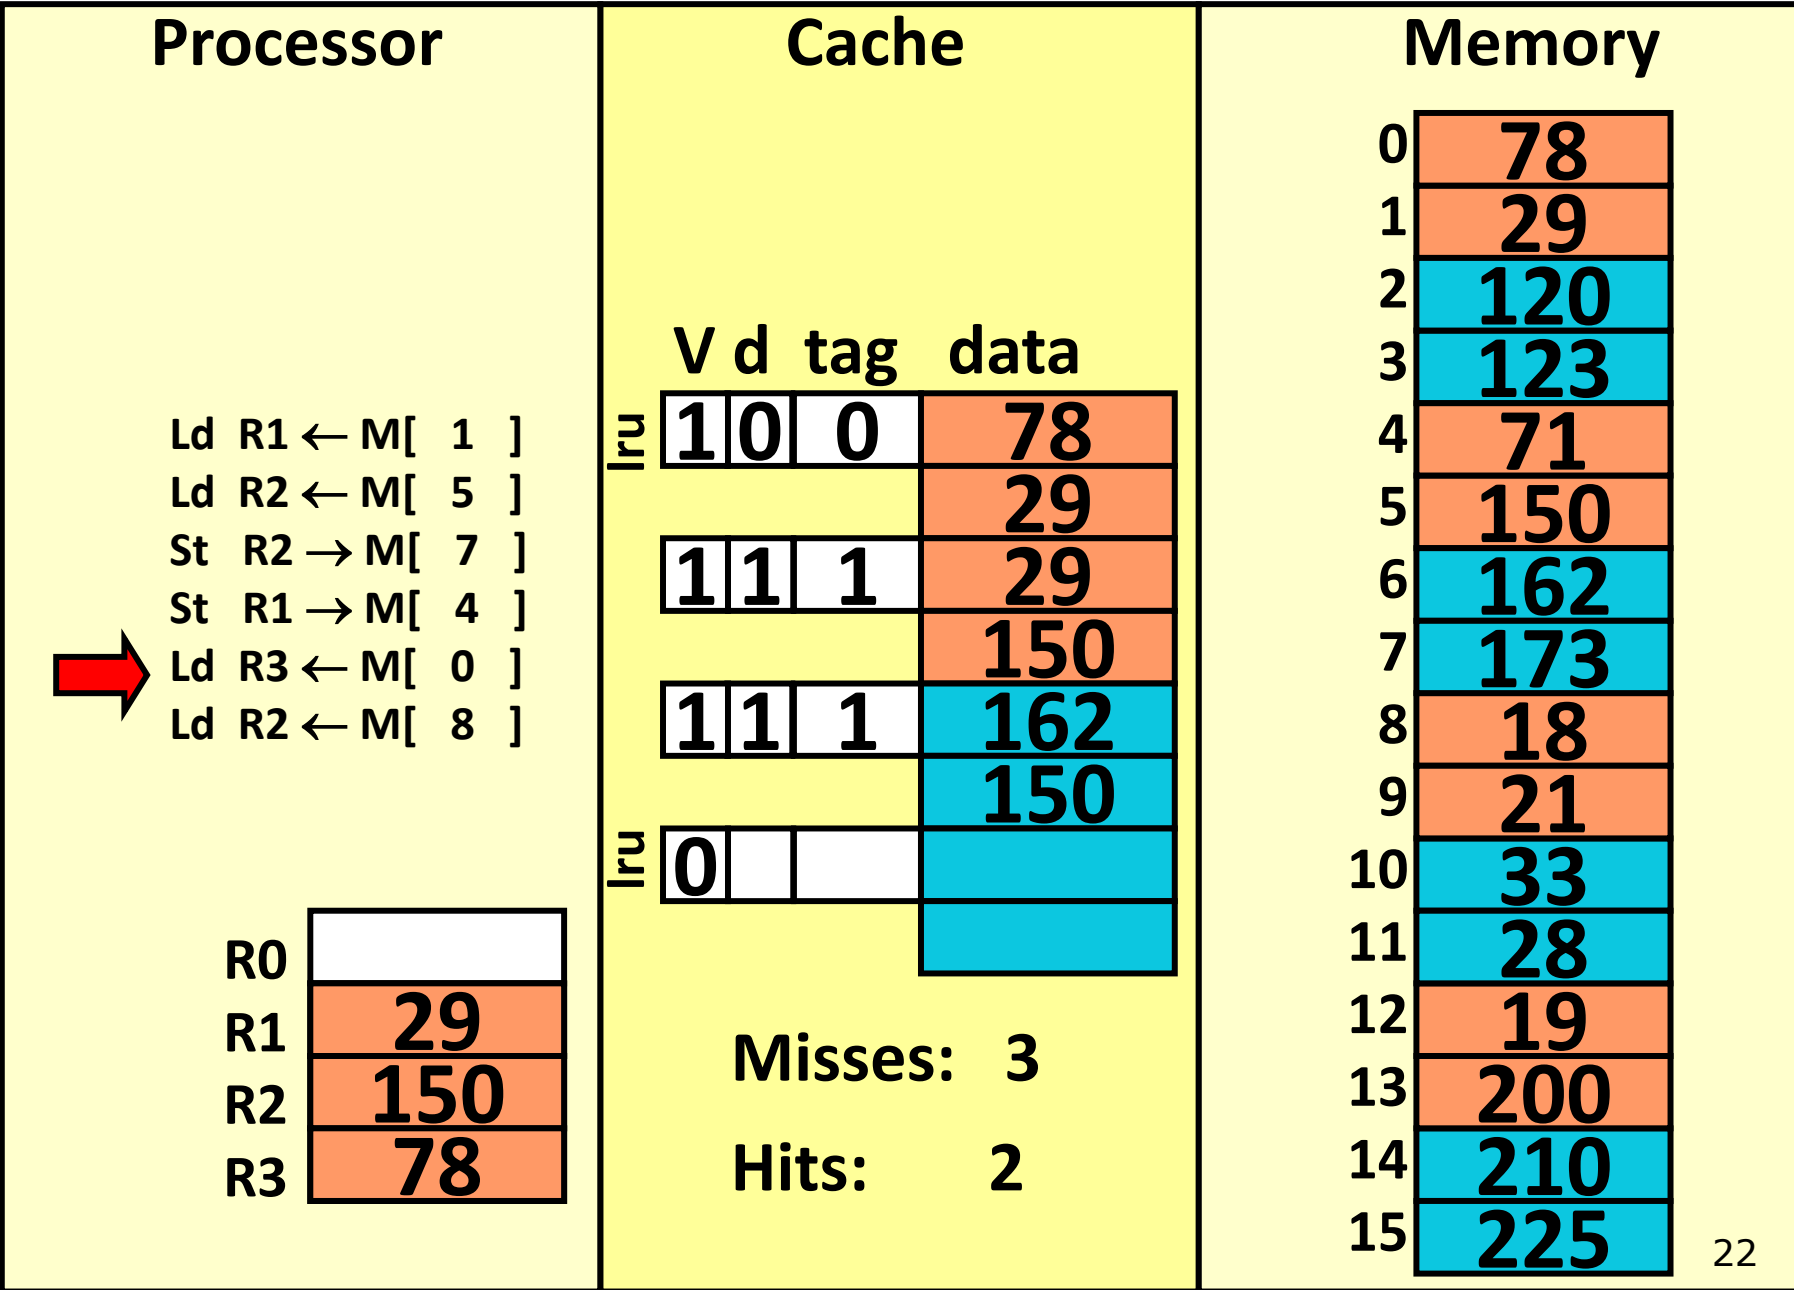 Processor
Cache
Memory
Ld R1 ← M[ 1 ]
Ld R2 ← M[ 5 ]
St R2 → M[ 7 ]
St R1 → M[ 4 ]
Ld R3 ← M[ 0 ]
Ld R2 ← M[ 8 ]
R0
R1 29
R2 150
R3 78
V d tag data
lru 1 0 0 78
29
1 1 1 29
150
1 1 1 162
150
lru 0
Misses: 3
Hits: 2
0 78
1 29
2 120
3 123
4 71
5 150
6 162
7 173
8 18
9 21
10 33
11 28
12 19
13 200
14 210
15 225
22